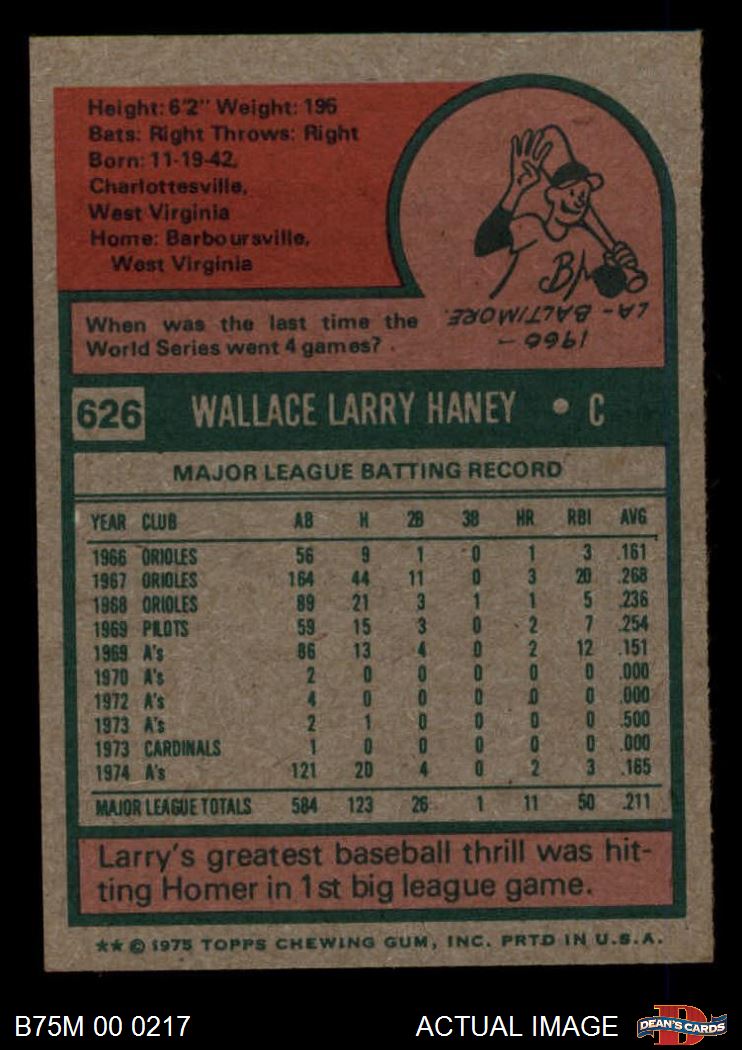 Height: 6'2" Weight: 195
Bats: Right Throws: Right
Born: 11-19-42,
Charlottesville,
West Virginia
Home: Barboursville,
West Virginia
B
1966 -
LA - BALTIMORE.
When was the last time the
World Series went 4 games?
626 WALLACE LARRY HANEY • C
MAJOR LEAGUE BATTING RECORD
YEAR CLUB AB H 2B 3B HR RBI AVG
1966 ORIOLES 56 9 1 0 1 3 .161
1967 ORIOLES 164 44 11 0 3 20 .268
1968 ORIOLES 89 21 3 1 1 5 .236
1969 PILOTS 59 15 3 0 2 7 .254
1969 A's 86 13 4 0 2 12 .151
1970 A's 2 0 0 0 0 0 .000
1972 A's 4 0 0 0 0 0 .000
1973 A's 2 1 0 0 0 0 .500
1973 CARDINALS 1 0 0 0 0 0 .000
1974 A's 121 20 4 0 2 3 .165
MAJOR LEAGUE TOTALS 584 123 26 1 11 50 .211
Larry's greatest baseball thrill was hit-
ting Homer in 1st big league game.
** © 1975 TOPPS CHEWING GUM, INC. PRTD IN U.S.A.
B75M 00 0217 ACTUAL IMAGE
D
DEAN'S CARDS